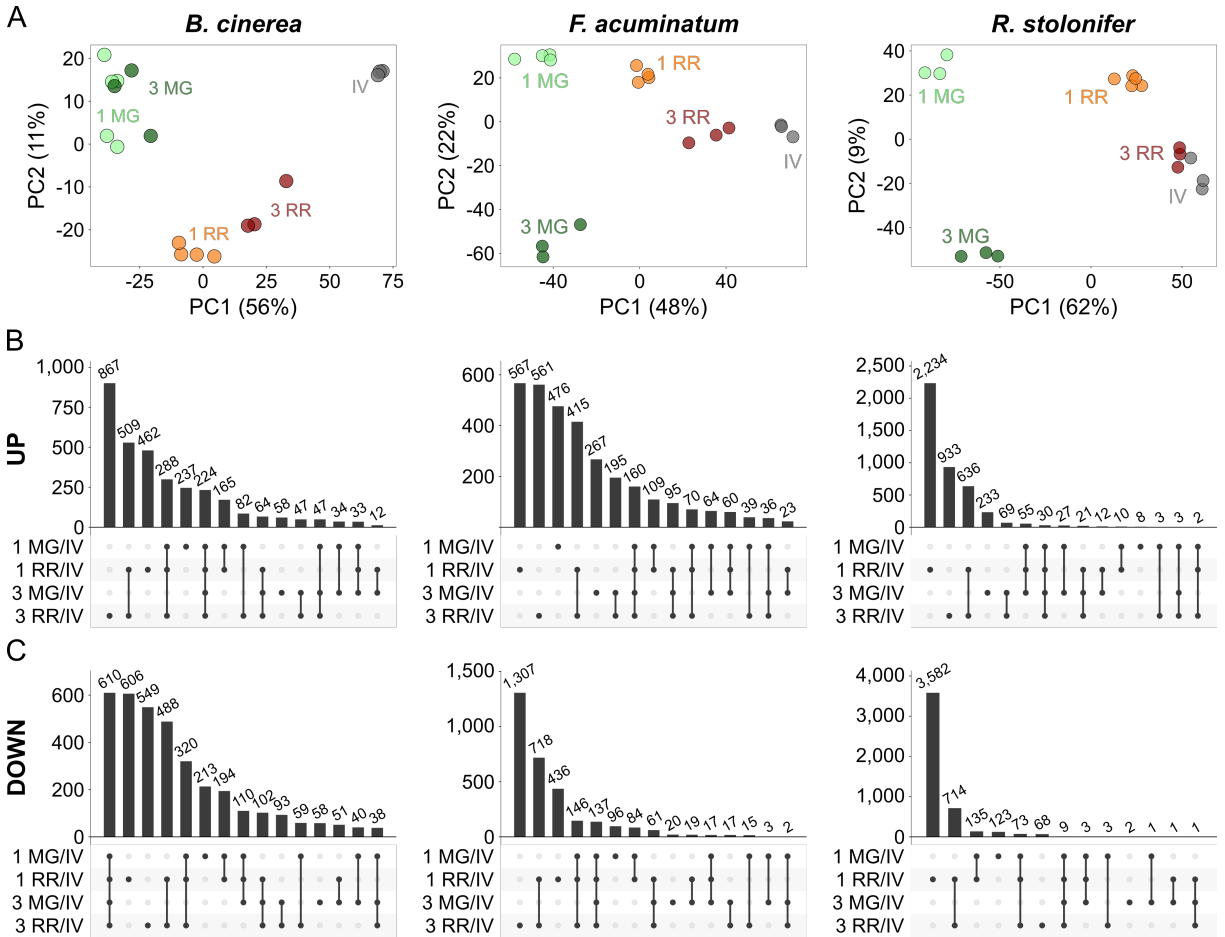 A
B. cinerea
F. acuminatum
R. stolonifer
PC2 (11%)
20
10
0
-10
-20
3 MG
1 MG
IV
3 RR
1 RR
-25 0 25 50 75
PC1 (56%)
PC2 (22%)
20
0
-20
-40
-60
1 MG
1 RR
3 RR
IV
3 MG
-40 0 40
PC1 (48%)
PC2 (9%)
40
20
0
-20
-40
1 MG
1 RR
3 RR
IV
3 MG
-50 0 50
PC1 (62%)
B
UP
1,000
750
500
250
0
867 509 462 288 237 224 165 82 64 58 47 47 34 33 12
1 MG/IV
1 RR/IV
3 MG/IV
3 RR/IV
600
400
200
0
567 561 476 415 267 195 160 109 95 70 64 60 39 36 23
1 MG/IV
1 RR/IV
3 MG/IV
3 RR/IV
2,500
2,000
1,500
1,000
500
0
2,234 933 636 233 69 55 30 27 21 12 10 8 3 3 2
1 MG/IV
1 RR/IV
3 MG/IV
3 RR/IV
C
DOWN
600
400
200
0
610 606 549 488 320 213 194 110 102 93 59 58 51 40 38
1 MG/IV
1 RR/IV
3 MG/IV
3 RR/IV
1,500
1,000
500
0
1,307 718 436 146 137 96 84 61 20 19 17 17 15 3 2
1 MG/IV
1 RR/IV
3 MG/IV
3 RR/IV
4,000
3,000
2,000
1,000
0
3,582 714 135 123 73 68 9 3 3 2 1 1 1
1 MG/IV
1 RR/IV
3 MG/IV
3 RR/IV